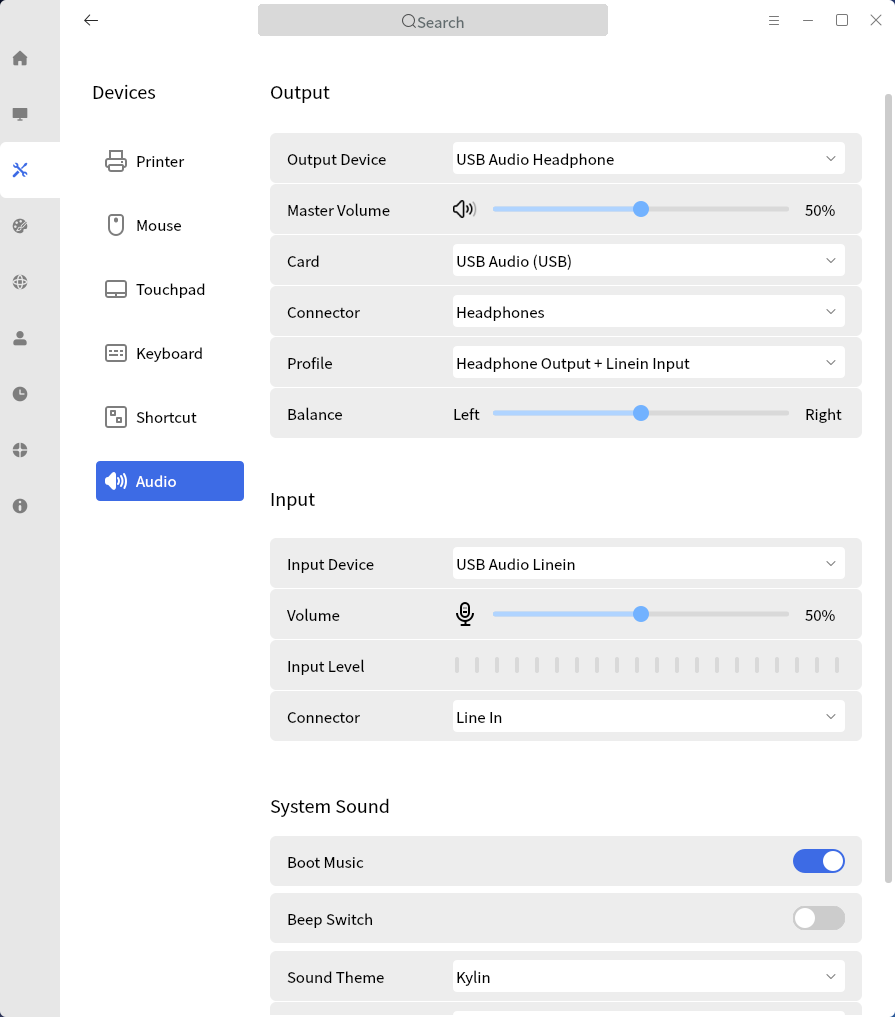 Search
Devices
Printer
Mouse
Touchpad
Keyboard
Shortcut
Audio
Output
Output Device USB Audio Headphone
Master Volume 50%
Card USB Audio (USB)
Connector Headphones
Profile Headphone Output + Linein Input
Balance Left Right
Input
Input Device USB Audio Linein
Volume 50%
Input Level
Connector Line In
System Sound
Boot Music
Beep Switch
Sound Theme Kylin